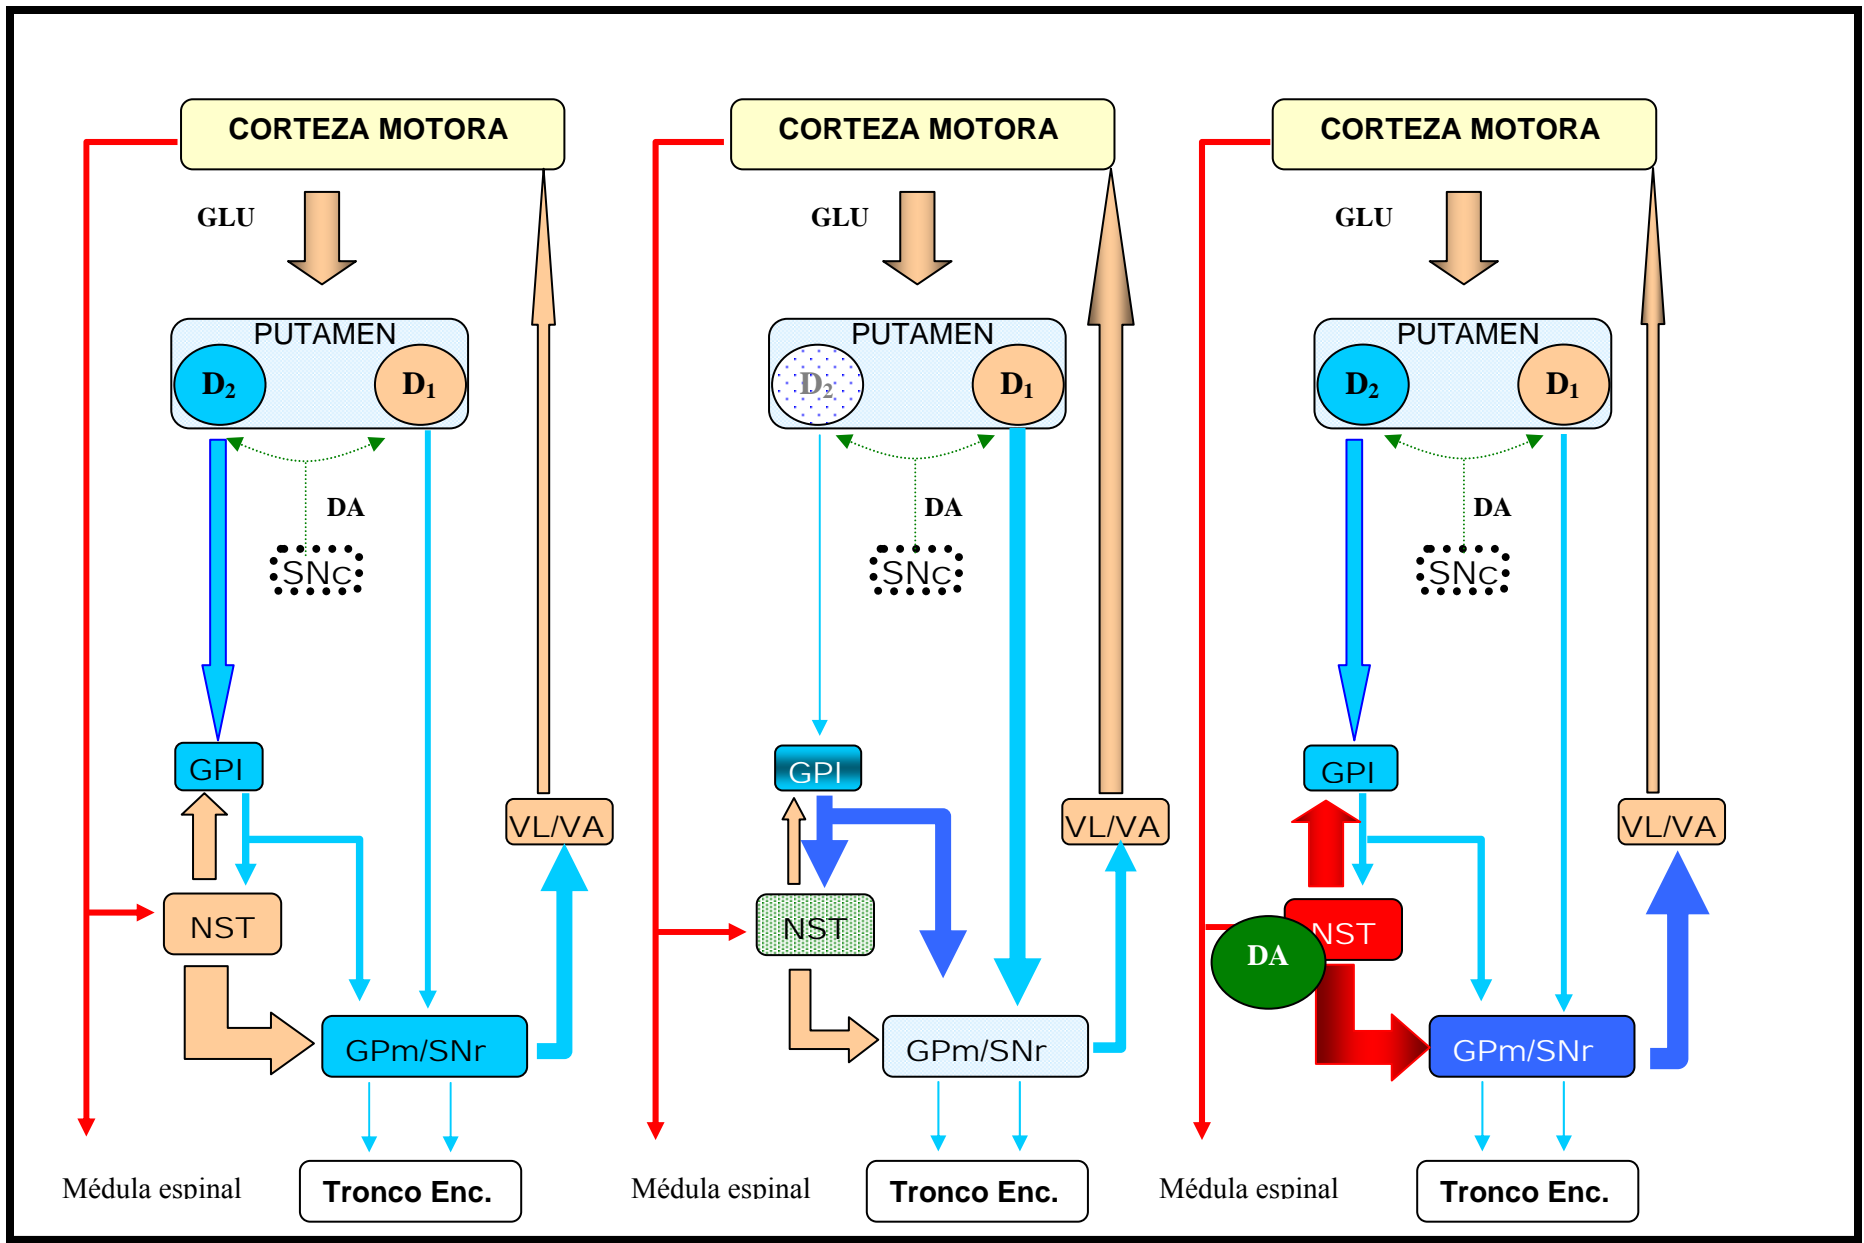 CORTEZA MOTORA
GLU
PUTAMEN
D2
D1
DA
SNC
GPI
VL/VA
NST
GPm/SNr
Médula espinal
Tronco Enc.
CORTEZA MOTORA
GLU
PUTAMEN
D2
D1
DA
SNC
GPI
VL/VA
NST
GPm/SNr
Médula espinal
Tronco Enc.
CORTEZA MOTORA
GLU
PUTAMEN
D2
D1
DA
SNC
GPI
VL/VA
NST
DA
GPm/SNr
Médula espinal
Tronco Enc.